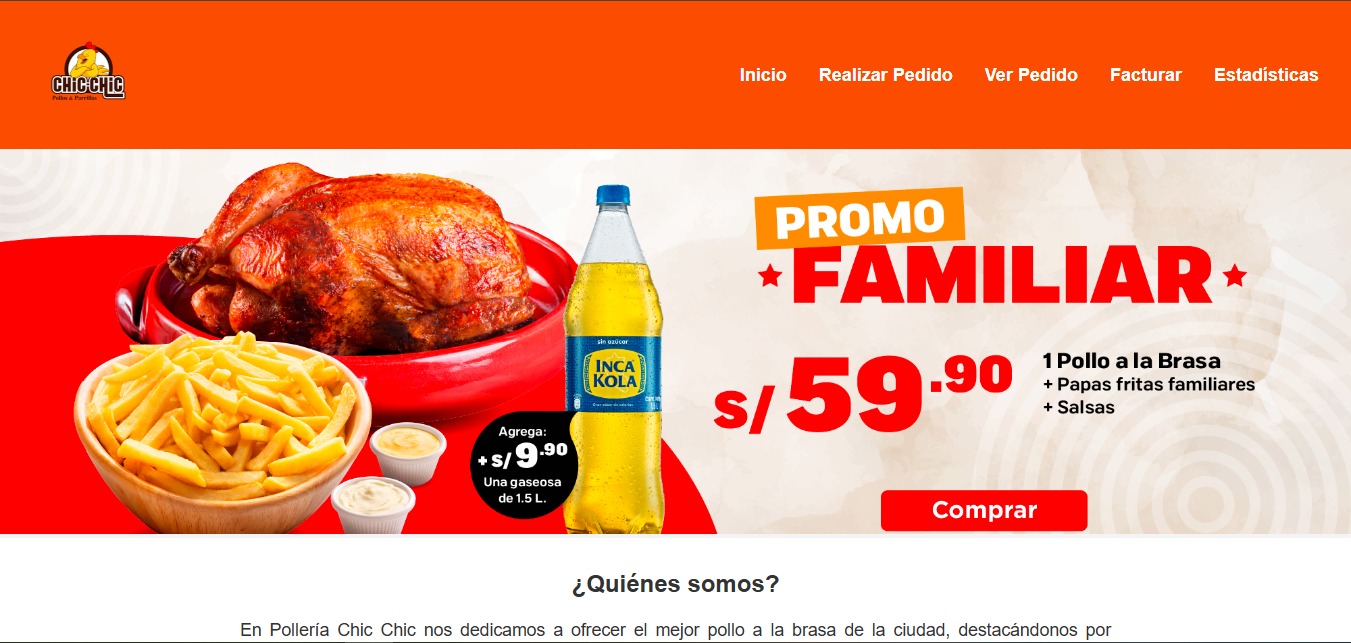 CHiC-CHiC
Pollos & Parrillas
Inicio Realizar Pedido Ver Pedido Facturar Estadísticas
PROMO
FAMILIAR
S/59.90
1 Pollo a la Brasa
+ Papas fritas familiares
+ Salsas
sin azúcar
INCA
KOLA
Agrega:
+ S/9.90
Una gaseosa
de 1.5 L.
Comprar
¿Quiénes somos?
En Pollería Chic Chic nos dedicamos a ofrecer el mejor pollo a la brasa de la ciudad, destacándonos por